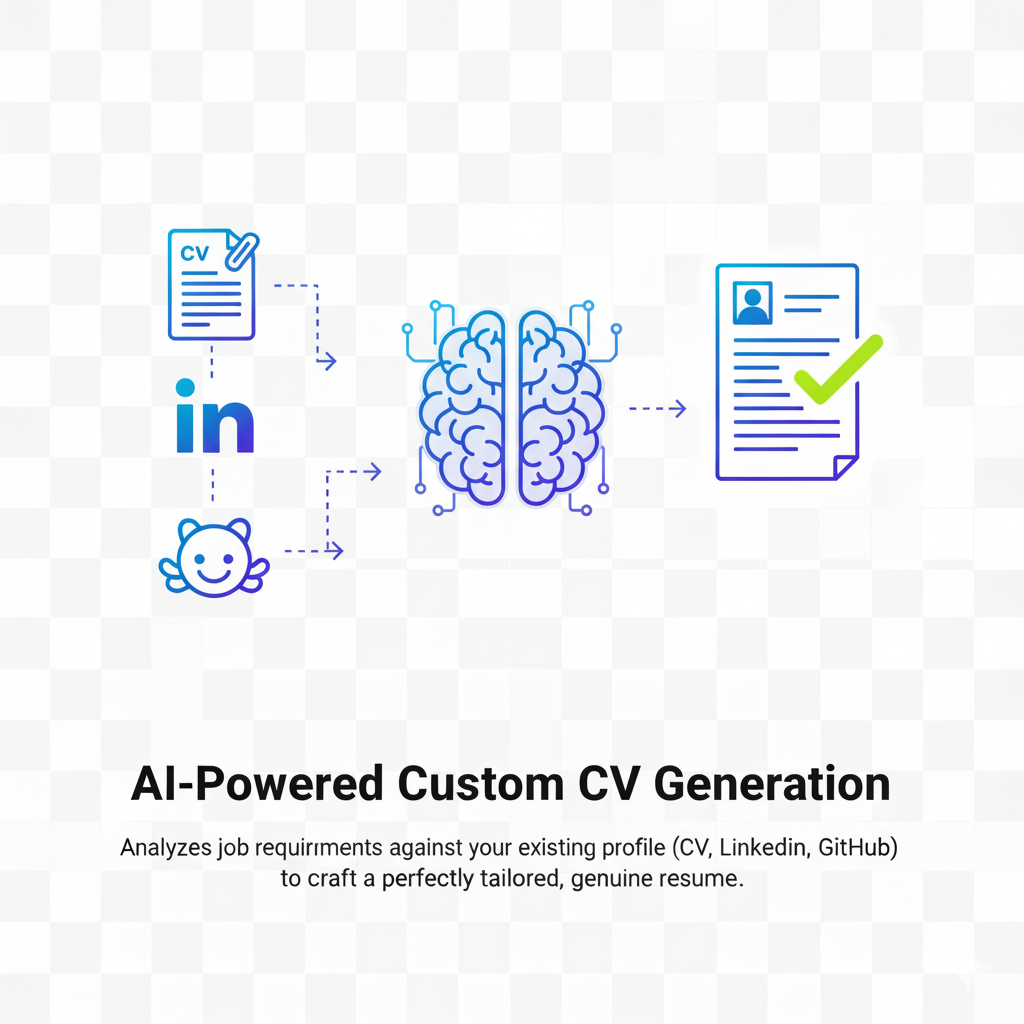 CV
in
AI-Powered Custom CV Generation
Analyzes job requirrments against your existing profile (CV, Linkedin, GitHub)
to craft a perfectly tailored, genuine resume.